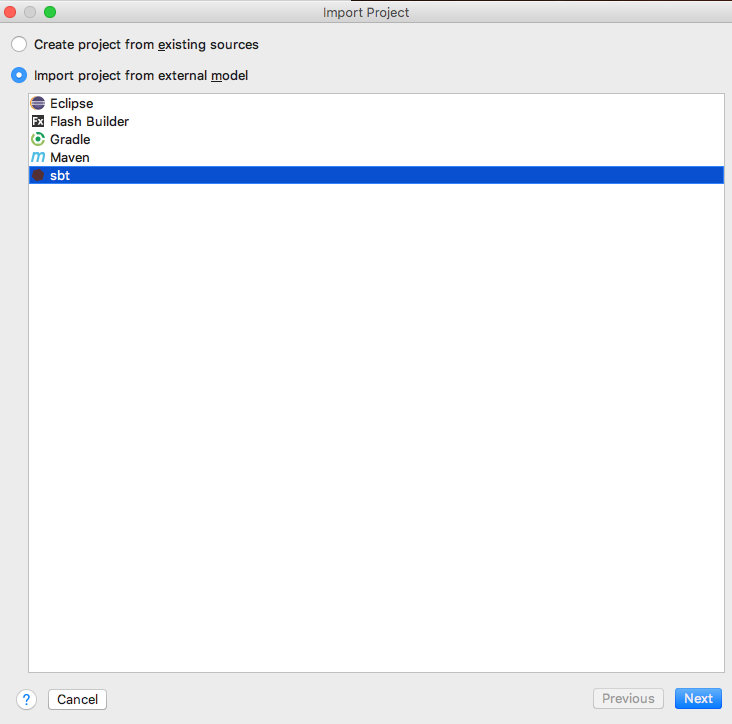 Import Project
Create project from existing sources
Import project from external model
Eclipse
Fx Flash Builder
Gradle
m Maven
sbt
? Cancel Previous Next